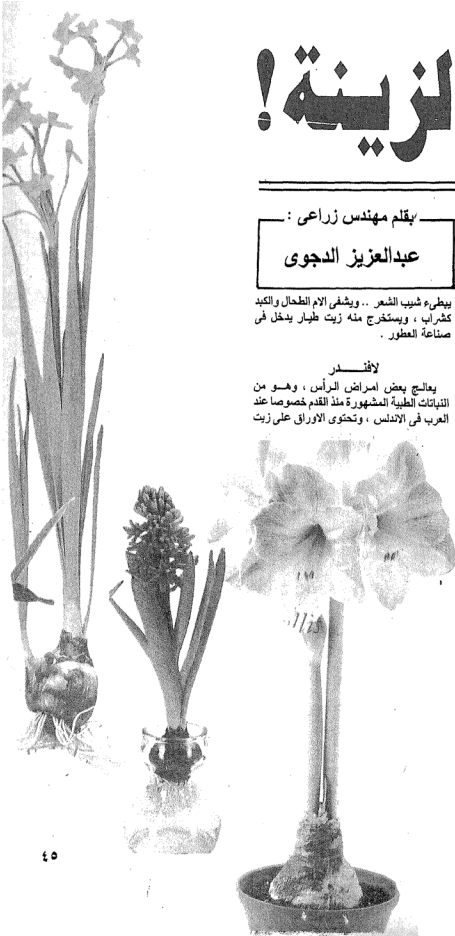 لزينة !
بقلم مهندس زراعى :
عبدالعزيز الدجوى
يبطىء شيب الشعر .. ويشفى الام الطحال والكبد
كشراب ، ويستخرج منه زيت طيار يدخل فى
صناعة العطور .
لافنـــــدر
يعالج بعض امراض الرأس ، وهو من
النباتات الطبية المشهورة منذ القدم خصوصا عند
العرب فى الاندلس ، وتحتوى الاوراق على زيت
٤٥